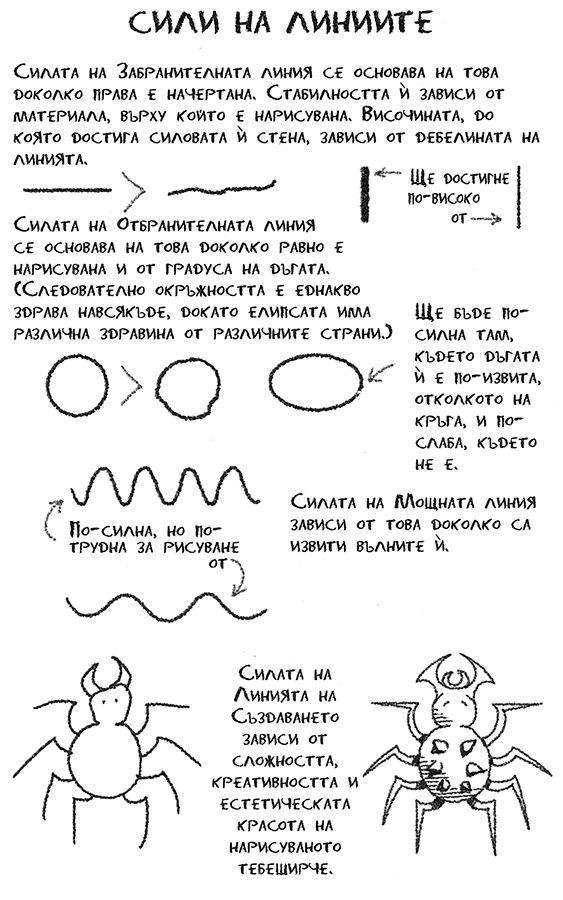 Сили на линиите
Силата на Забранителната линия се основава на това
доколко права е начертана. Стабилността ѝ зависи от
материала, върху който е нарисувана. Височината, до
която достига силовата ѝ стена, зависи от дебелината на
линията.
Ще достигне
по-високо
от
Силата на Отбранителната линия
се основава на това доколко равно е
нарисувана и от градуса на дъгата.
(Следователно окръжността е еднакво
здрава навсякъде, докато елипсата има
различна здравина от различните страни.)
Ще бъде по-
силна там,
където дъгата
ѝ е по-извита,
отколкото на
кръга, и по-
слаба, където
не е.
Силата на Мощната линия
зависи от това доколко са
извити вълните ѝ.
По-силна, но по-
трудна за рисуване
от
Силата на
Линията на
Създаването
зависи от
сложността,
креативността и
естетическата
красота на
нарисуваното
тебеширче.